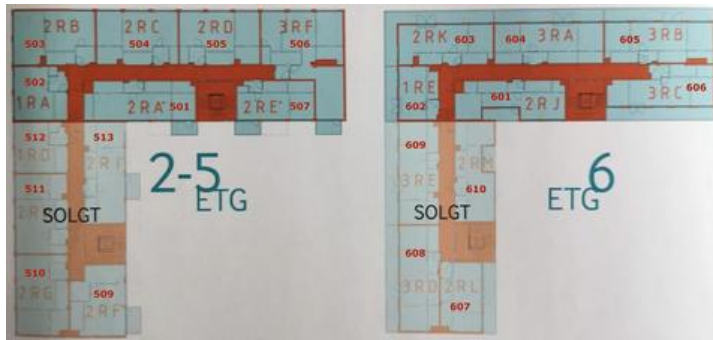 2RB 2RC 2RD 3RF
503 504 505 506
502
1RA 2RA 501 2RE 507
512 513
1RD 2RI
511
2R
SOLGT
510
2RG 509
2RF
2-5
ETG
2RK 603 604 3RA 605 3RB
1RE 601 3RC 606
602 2RJ
609 2RM
3RE 610
SOLGT
608
3RD 2RL
607
6
ETG